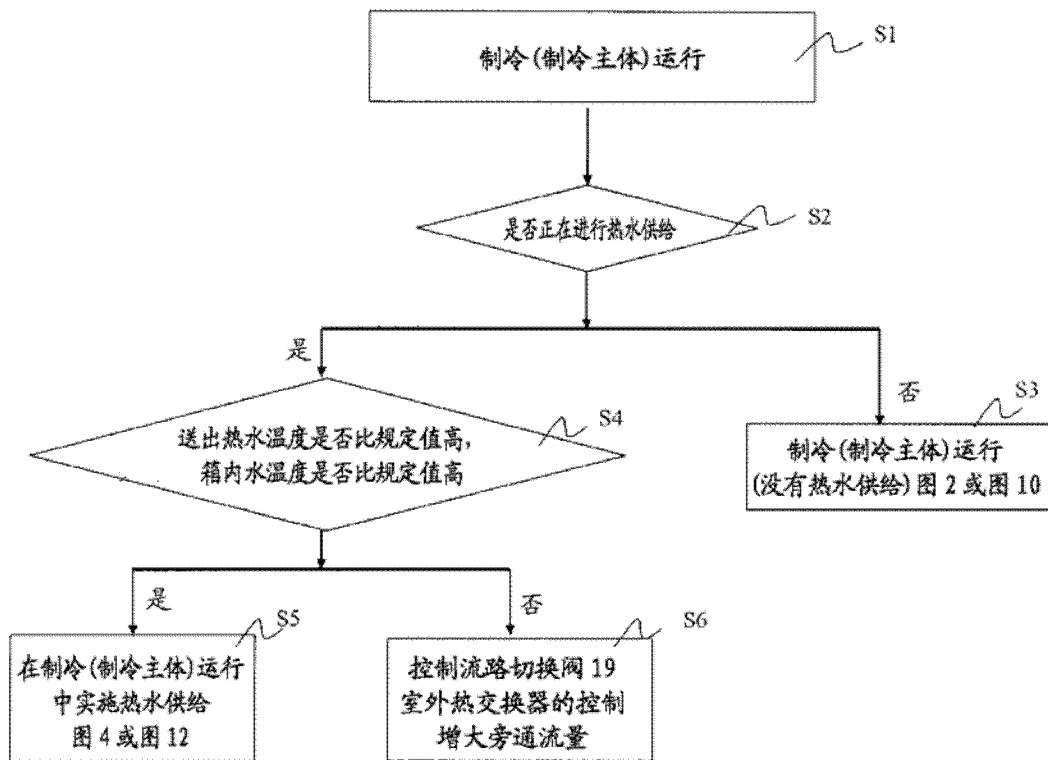 制冷(制冷主体)运行
S1
是否正在进行热水供给
S2
是
否
S3
送出热水温度是否比规定值高,
箱内水温度是否比规定值高
S4
制冷(制冷主体)运行
(没有热水供给)图 2 或图 10
是
S5
否
S6
在制冷(制冷主体)运行
中实施热水供给
图 4 或图 12
控制流路切换阀 19
室外热交换器的控制
增大旁通流量